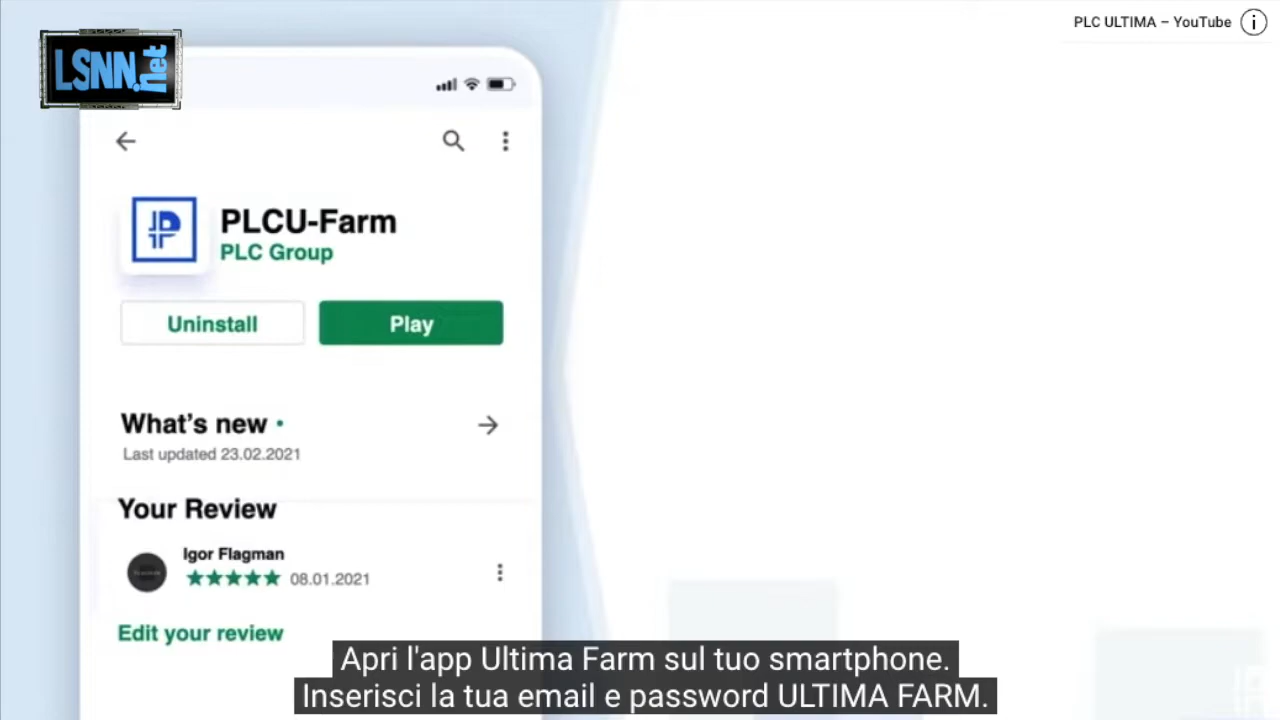 PLC ULTIMA – YouTube
LSNN.net
PLCU-Farm
PLC Group
Uninstall
Play
What's new
Last updated 23.02.2021
Your Review
Igor Flagman
08.01.2021
Edit your review
Apri l'app Ultima Farm sul tuo smartphone.
Inserisci la tua email e password ULTIMA FARM.